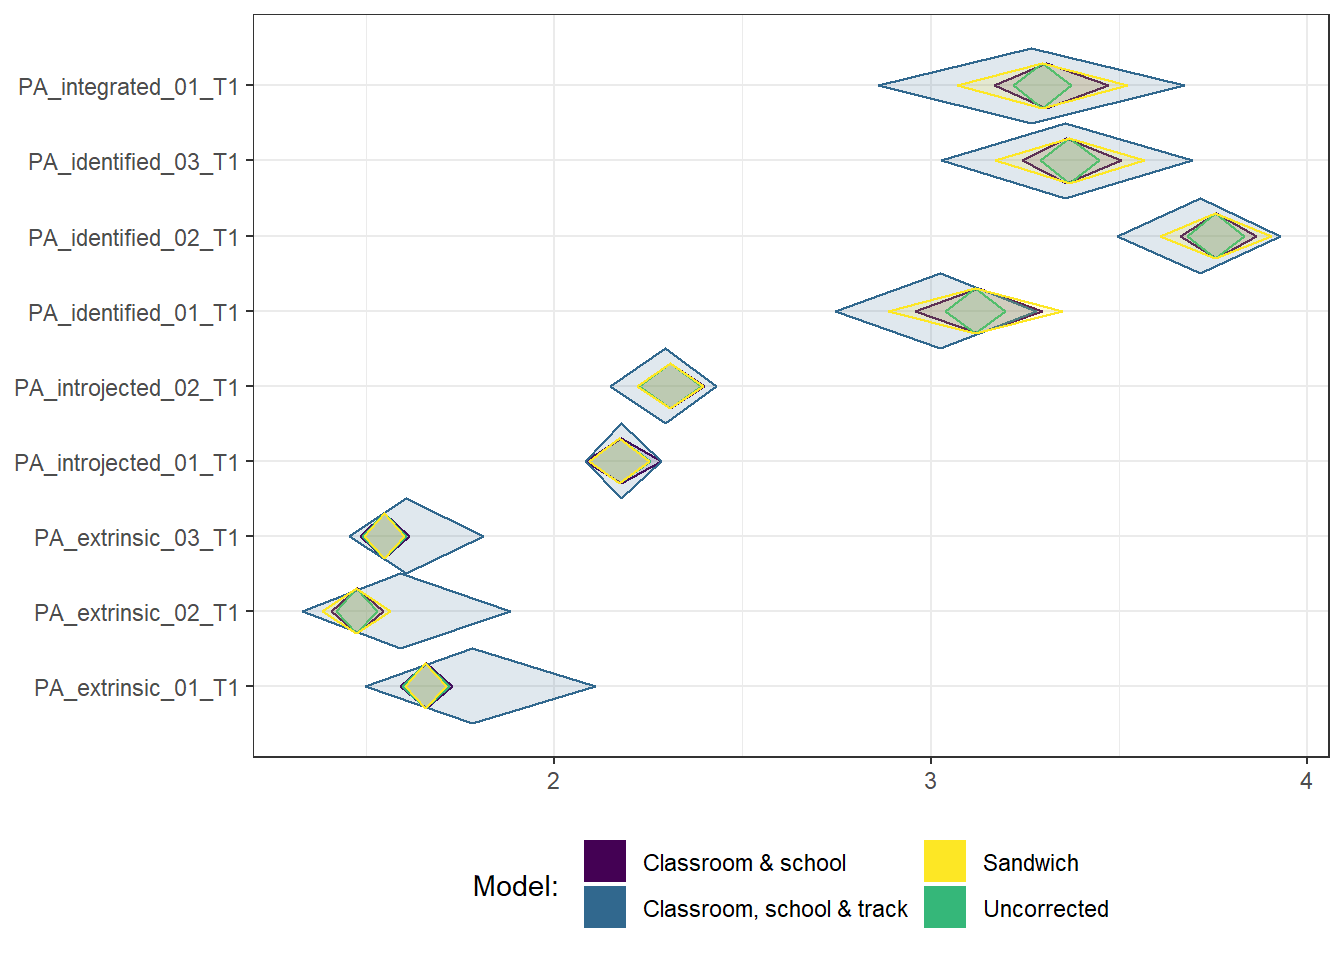 PA_integrated_01_T1
PA_identified_03_T1
PA_identified_02_T1
PA_identified_01_T1
PA_introjected_02_T1
PA_introjected_01_T1
PA_extrinsic_03_T1
PA_extrinsic_02_T1
PA_extrinsic_01_T1
2 3 4
Model:
Classroom & school
Classroom, school & track
Sandwich
Uncorrected